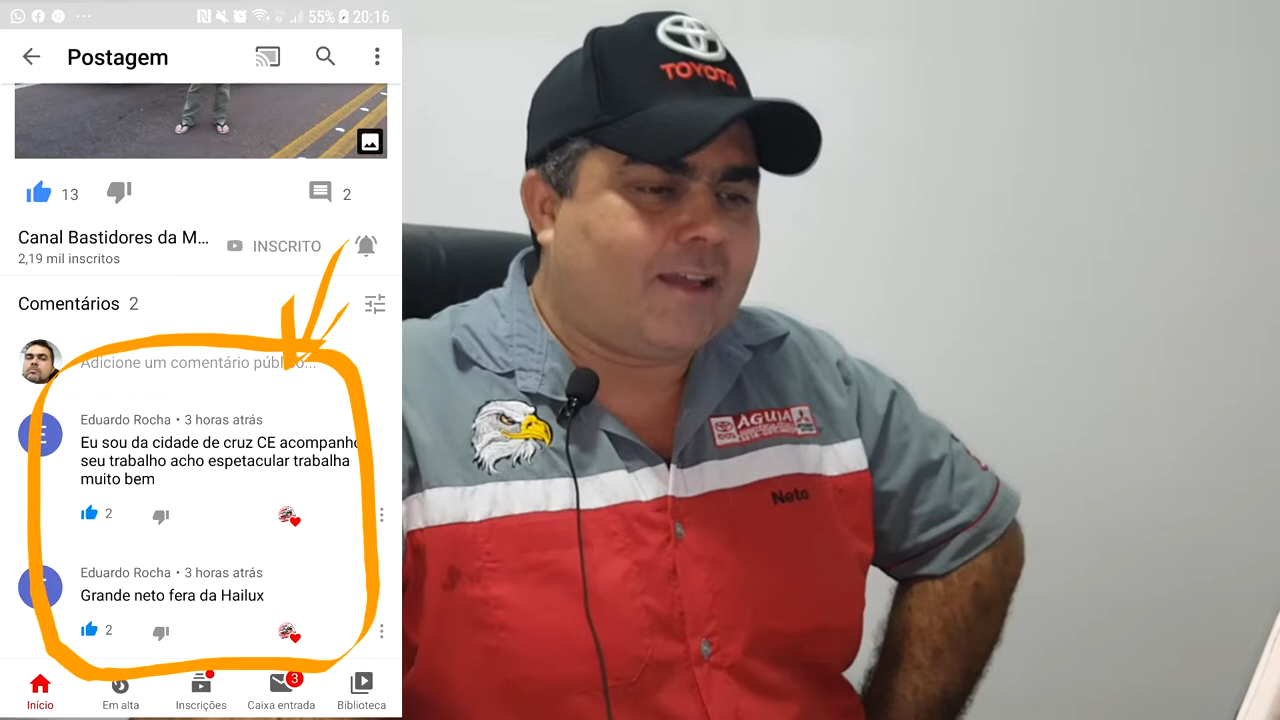 55% 20:16
Postagem
13
2
Canal Bastidores da M...
INSCRITO
2,19 mil inscritos
Comentários 2
Adicione um comentário público...
Eduardo Rocha • 3 horas atrás
Eu sou da cidade de cruz CE acompanho
seu trabalho acho espetacular trabalha
muito bem
2
Eduardo Rocha • 3 horas atrás
Grande neto fera da Hailux
2
3
Início
Em alta
Inscrições
Caixa entrada
Biblioteca
TOYOTA
ÁGUIA
Neto